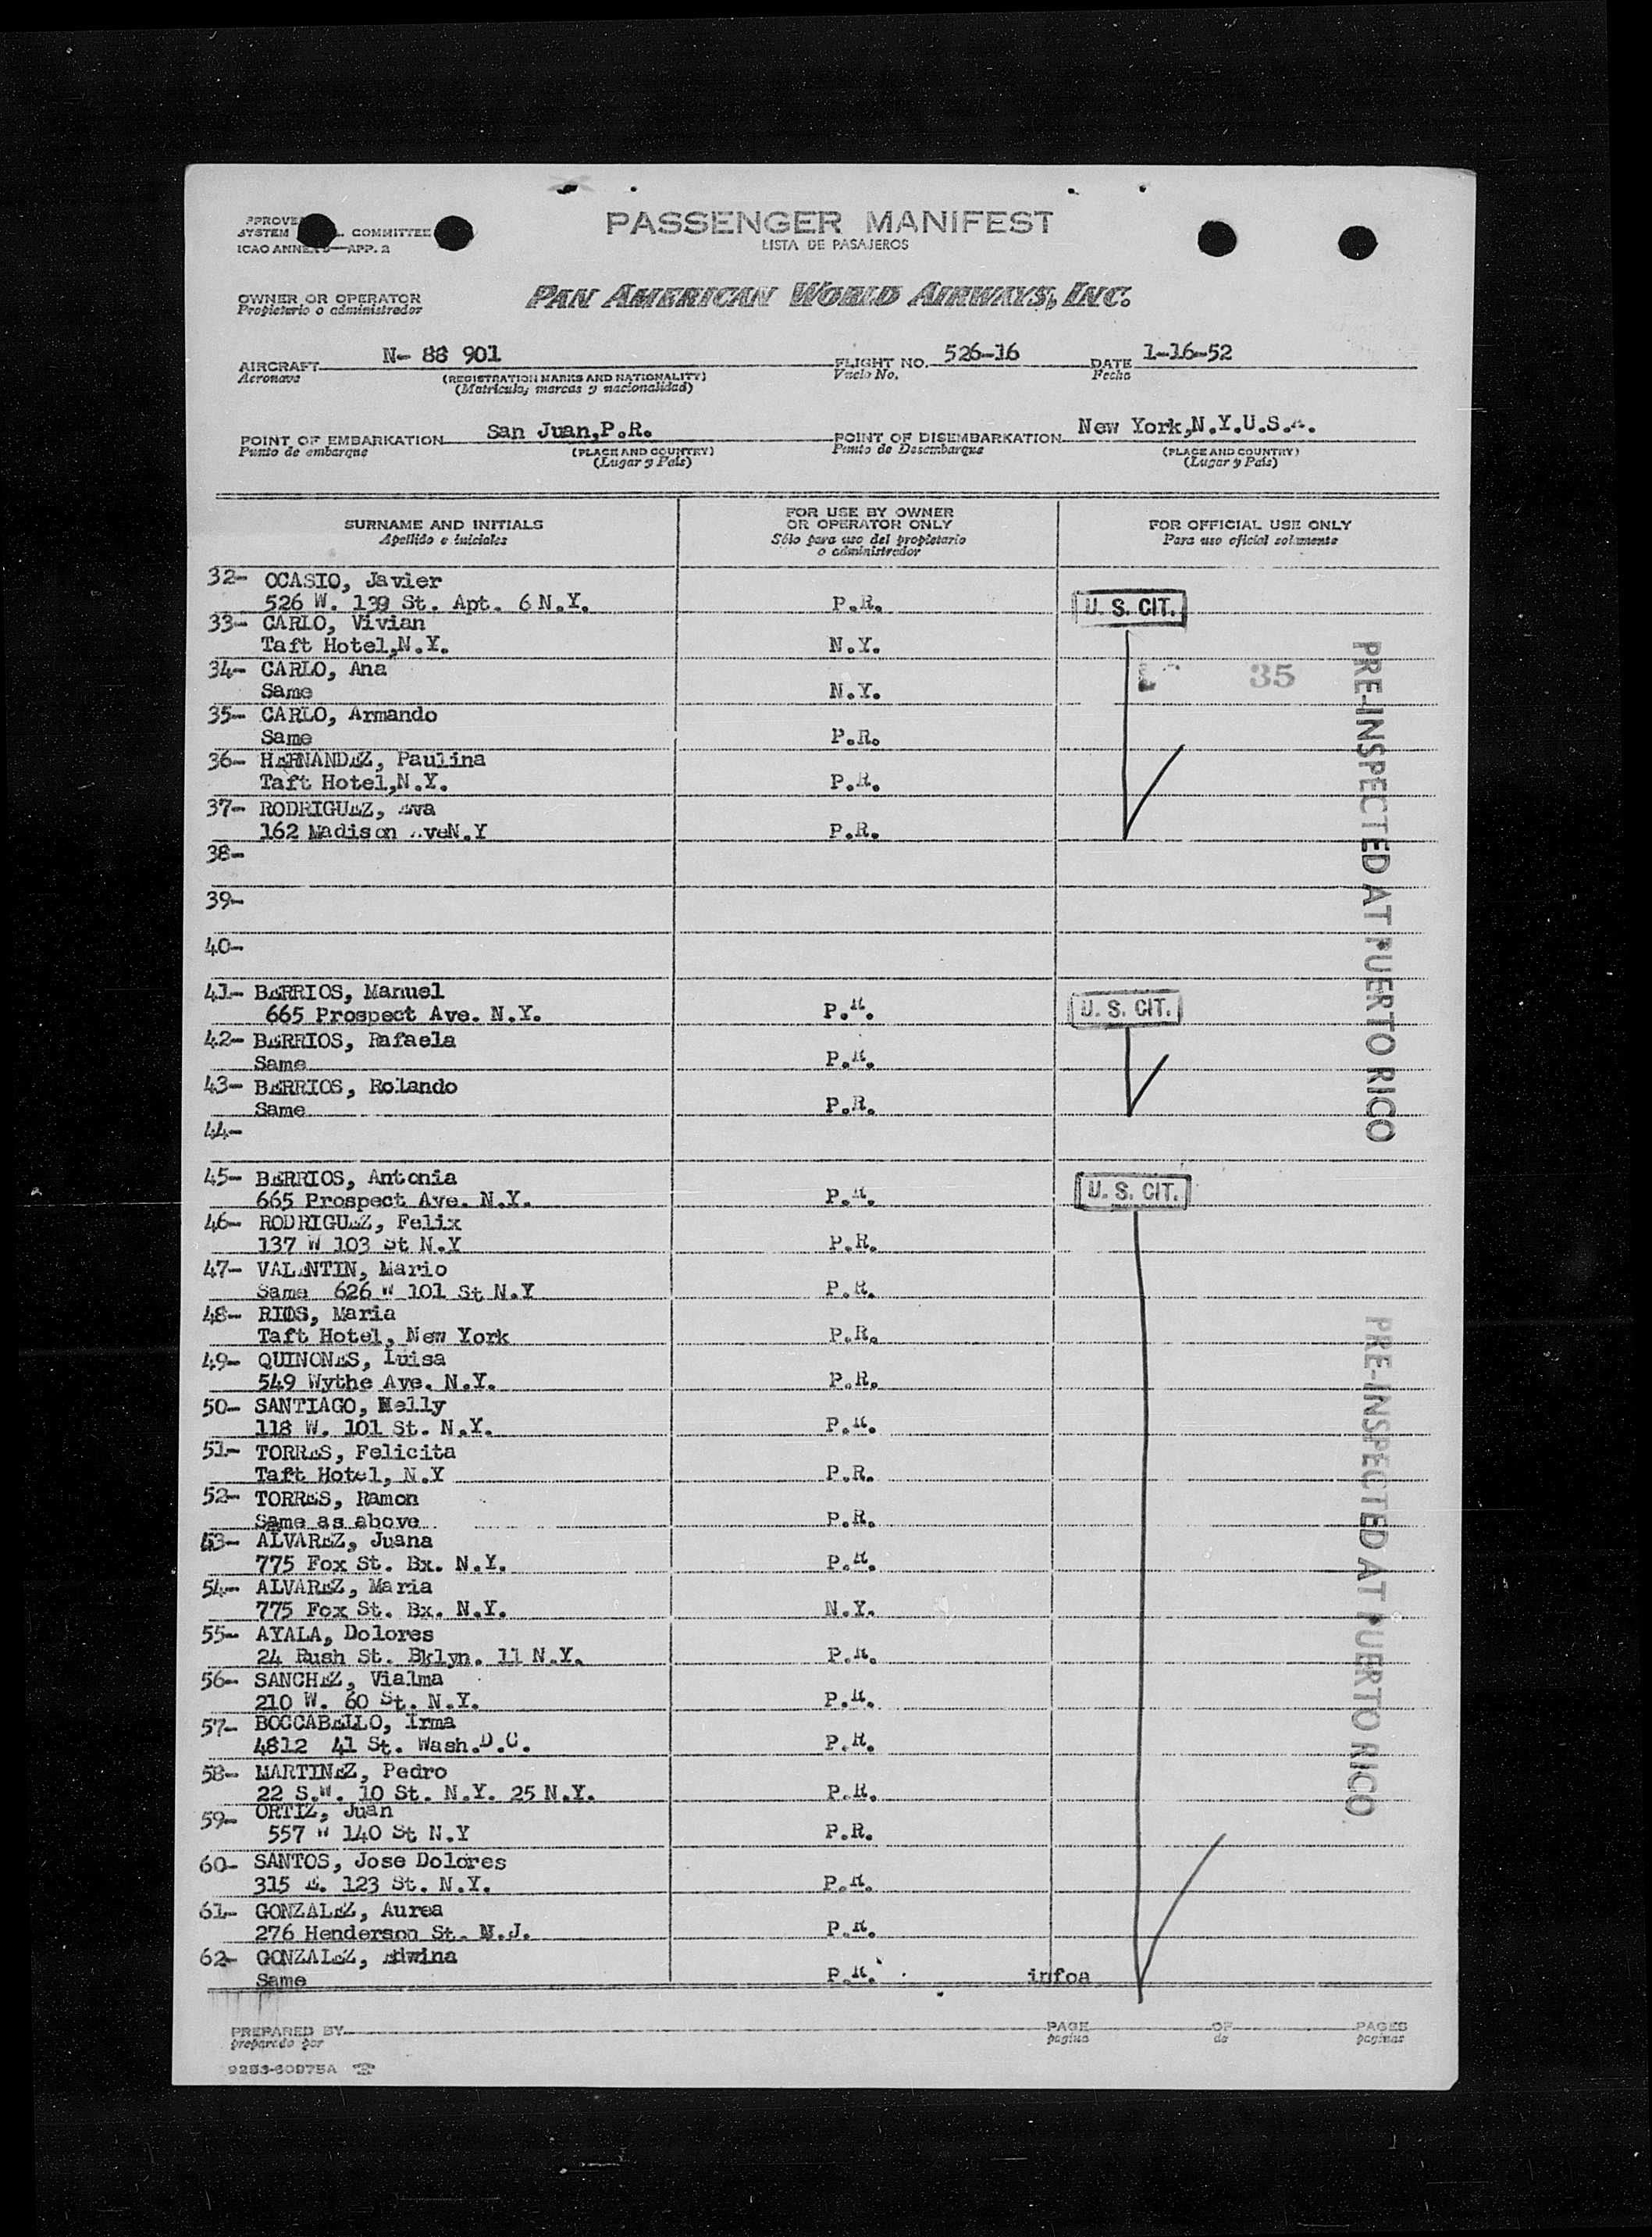 PASSENGER MANIFEST
LISTA DE PASAJEROS
SYSTEM COMMITTEE
ICAO ANNEX APP. 2
OWNER OR OPERATOR
Propietario o administrador
PAN AMERICAN WORLD AIRWAYS, INC.
AIRCRAFT N- 88 901 FLIGHT NO. 526-16 DATE 1-16-52
Aeronave (REGISTRATION MARKS AND NATIONALITY) Vuelo No. Fecha
(Matricula, marcas y nacionalidad)
POINT OF EMBARKATION San Juan,P.R. POINT OF DISEMBARKATION New York,N.Y.U.S.A.
Punto de embarque (PLACE AND COUNTRY) Punto de Desembarque (PLACE AND COUNTRY)
(Lugar y País) (Lugar y País)
SURNAME AND INITIALS
Apellido e iniciales
FOR USE BY OWNER
OR OPERATOR ONLY
Sólo para uso del propietario
o administrador
FOR OFFICIAL USE ONLY
Para uso oficial solamente
32- OCASIO, Javier
526 W. 139 St. Apt. 6 N.Y. P.R. U. S. CIT.
33- CARLO, Vivian
Taft Hotel,N.Y. N.Y.
34- CARLO, Ana 35
Same N.Y.
35- CARLO, Armando
Same P.R.
36- HERNANDEZ, Paulina
Taft Hotel,N.Y. P.R.
37- RODRIGUEZ, Eva
162 Madison AveN.Y P.R.
38-
39-
40-
41- BERRIOS, Manuel
665 Prospect Ave. N.Y. P.R. U. S. CIT.
42- BERRIOS, Rafaela
Same P.R.
43- BERRIOS, Rolando
Same P.R.
44-
45- BERRIOS, Antonia
665 Prospect Ave. N.Y. P.R. U. S. CIT.
46- RODRIGUEZ, Felix
137 W 103 St N.Y P.R.
47- VALENTIN, Mario
Same 626 W 101 St N.Y P.R.
48- RIOS, Maria
Taft Hotel, New York P.R.
49- QUINONES, Luisa
549 Wythe Ave. N.Y. P.R.
50- SANTIAGO, Nelly
118 W. 101 St. N.Y. P.R.
51- TORRES, Felicita
Taft Hotel, N.Y P.R.
52- TORRES, Ramon
Same as above P.R.
53- ALVAREZ, Juana
775 Fox St. Bx. N.Y. P.R.
54- ALVAREZ, Maria
775 Fox St. Bx. N.Y. N.Y.
55- AYALA, Dolores
24 Rush St. Bklyn. 11 N.Y. P.R.
56- SANCHEZ, Vialma
210 W. 60 St. N.Y. P.R.
57- BOCCABELLO, Irma
4812 41 St. Wash.D.C. P.R.
58- MARTINEZ, Pedro
22 S.W. 10 St. N.Y. 25 N.Y. P.R.
59- ORTIZ, Juan
557 W 140 St N.Y P.R.
60- SANTOS, Jose Dolores
315 E. 123 St. N.Y. P.R.
61- GONZALEZ, Aurea
276 Henderson St. N.J. P.R.
62- GONZALEZ, Edwina
Same P.R. infoa
PRE-INSPECTED AT PUERTO RICO
PRE-INSPECTED AT PUERTO RICO
PREPARED BY PAGE OF PAGES
preparado por pagina de paginas